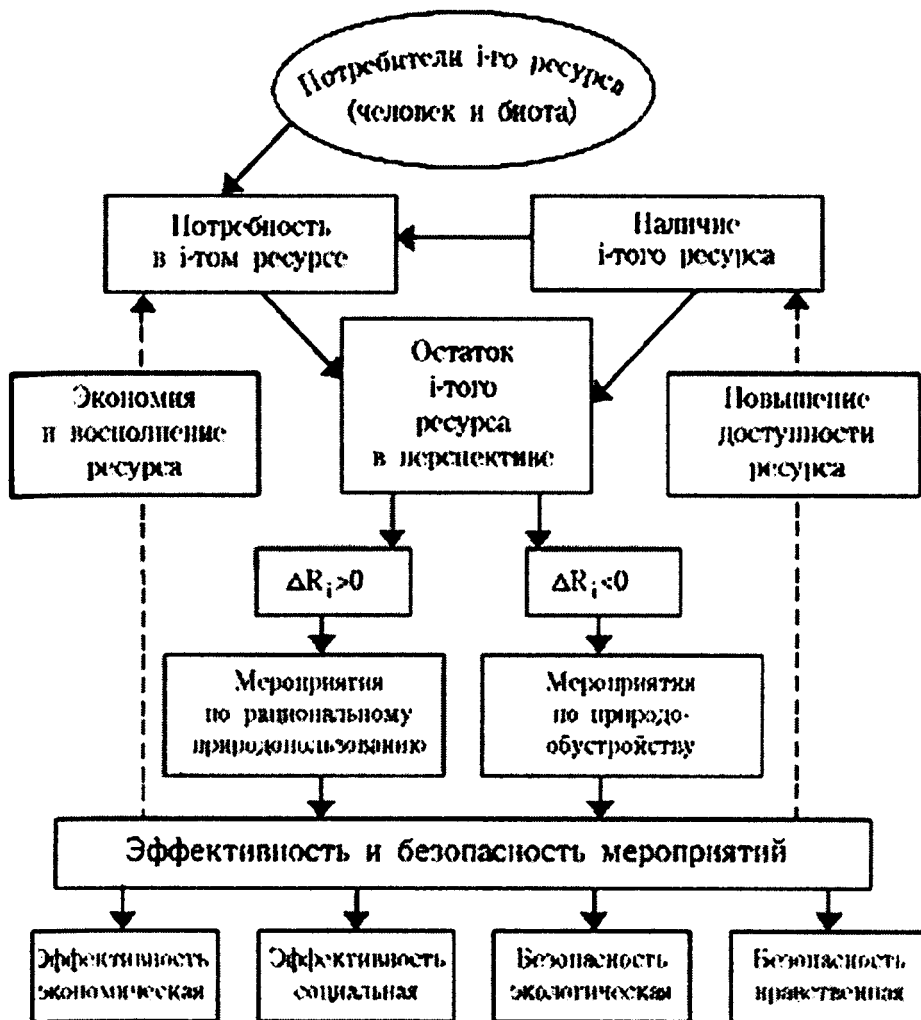 Потребители i-го ресурса
(человек и биота)
Потребность
в i-том ресурсе
Наличие
i-того ресурса
Остаток
i-того
ресурса
в перспективе
Экономия
и восполнение
ресурса
Повышение
доступности
ресурса
ΔRi>0
ΔRi<0
Мероприятия
по рациональному
природопользованию
Мероприятия
по природо-
обустройству
Эффективность и безопасность мероприятий
Эффективность
экономическая
Эффективность
социальная
Безопасность
экологическая
Безопасность
нравственная